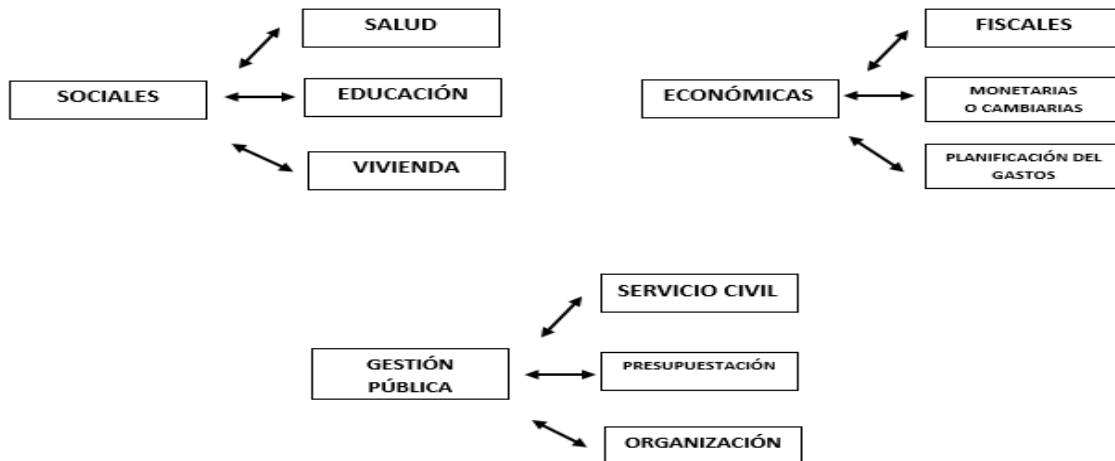 SALUD
SOCIALES
EDUCACIÓN
VIVIENDA
FISCALES
ECONÓMICAS
MONETARIAS
O CAMBIARIAS
PLANIFICACIÓN DEL
GASTOS
SERVICIO CIVIL
GESTIÓN
PÚBLICA
PRESUPUESTACIÓN
ORGANIZACIÓN